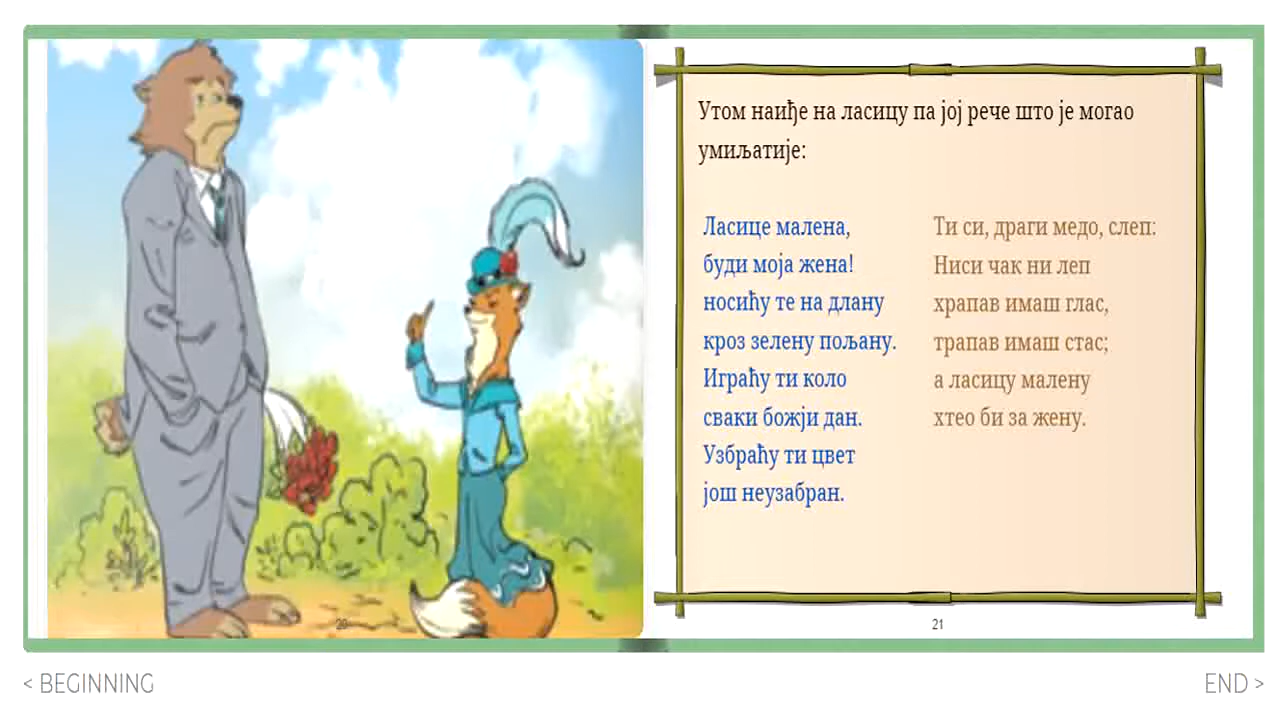 Утом наиђе на ласицу па јој рече што је могао
умиљатије:
Ласице малена,
буди моја жена!
носићу те на длану
кроз зелену пољану.
Играћу ти коло
сваки божји дан.
Узбраћу ти цвет
још неузабран.
Ти си, драги медо, слеп:
Ниси чак ни леп
храпав имаш глас,
трапав имаш стас;
а ласицу малену
хтео би за жену.
20
21
< BEGINNING
END >